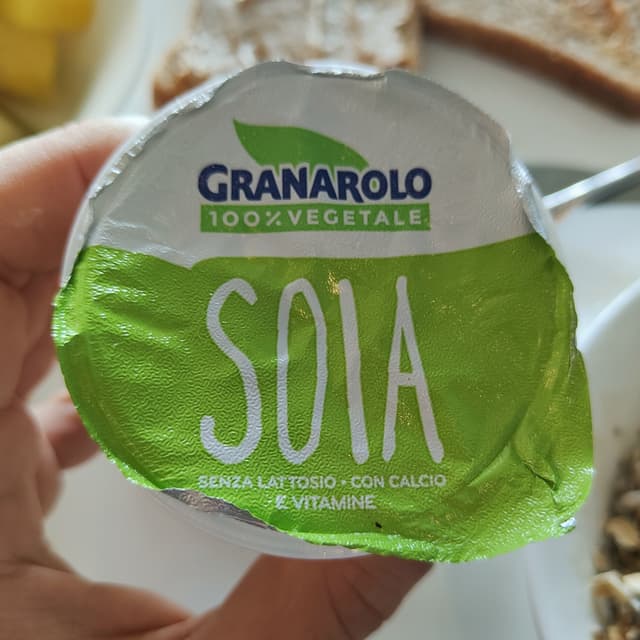 GRANAROLO
100% VEGETALE
SOIA
SENZA LATTOSIO • CON CALCIO
E VITAMINE